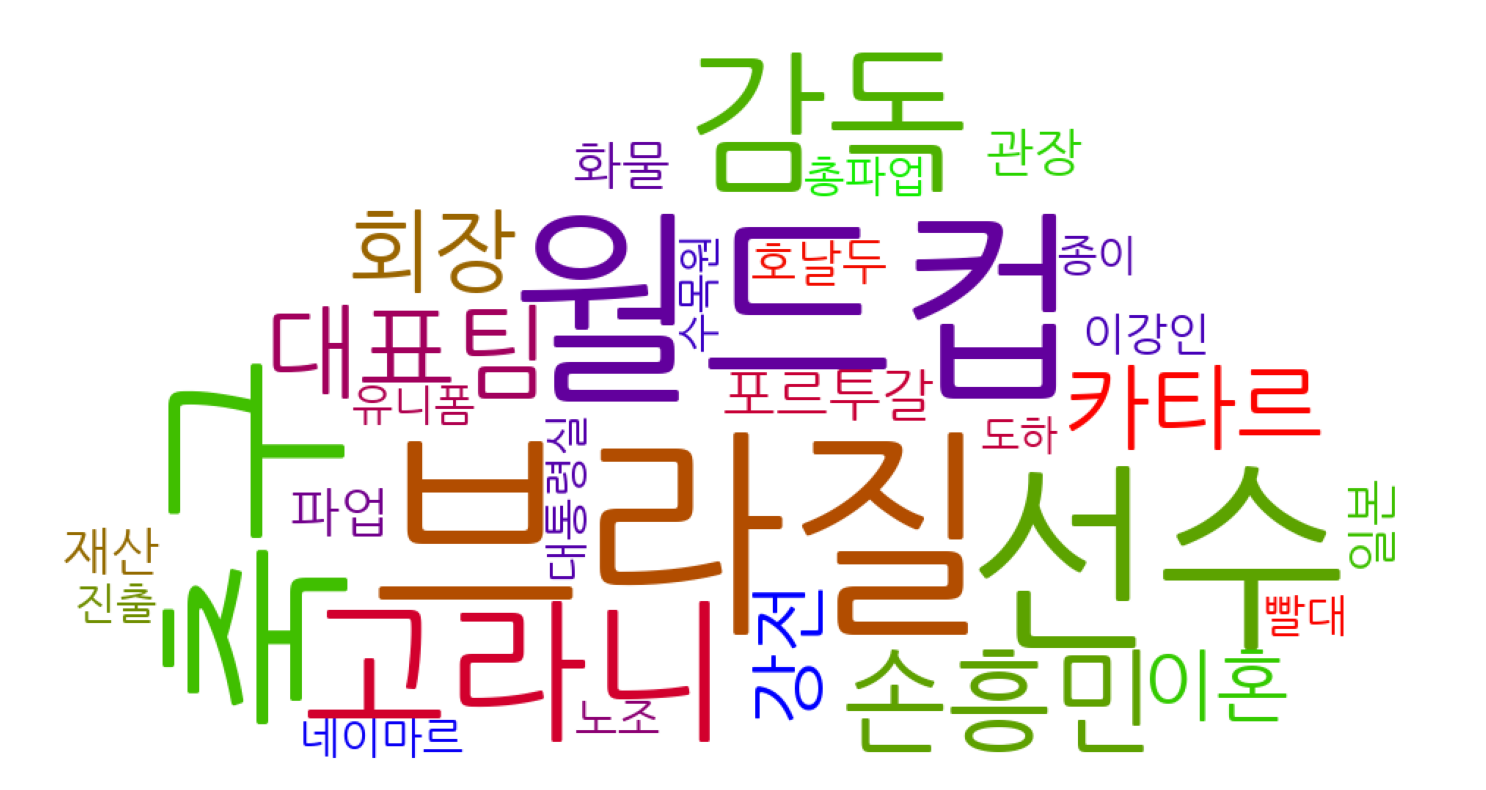 감독
화물
총파업
관장
회장
월드컵
수목원
호날두
종이
대표팀
유니폼
포르투갈
이강인
카타르
도하
축구
브라질
대통령실
선수
일본
파업
재산
진출
고라니
강전
빨대
손흥민
이혼
노조
네이마르